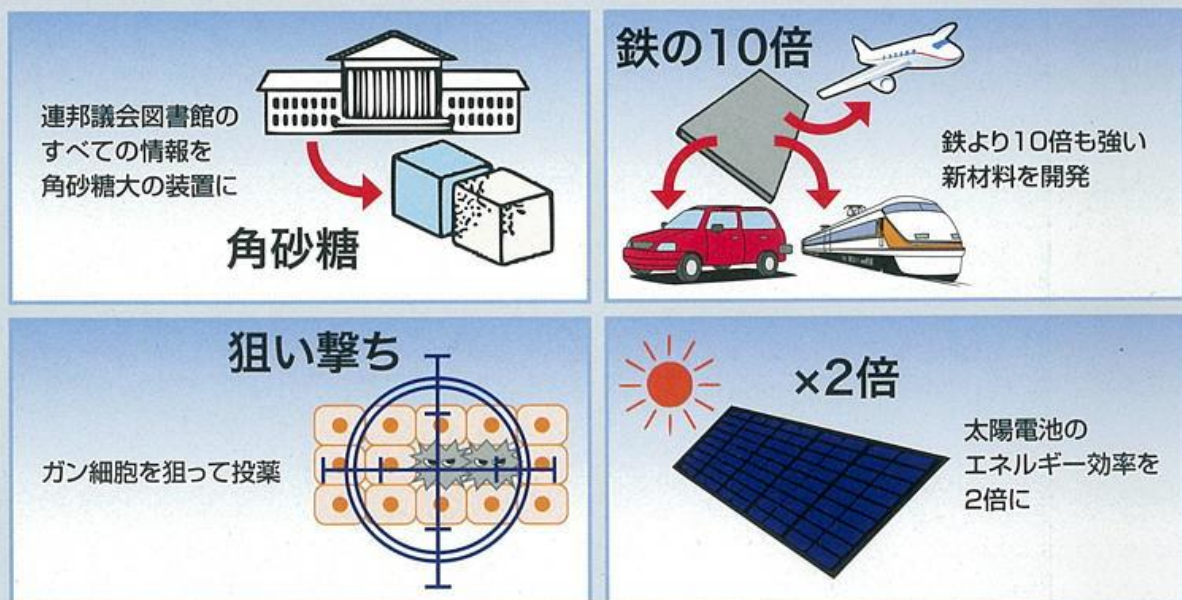 連邦議会図書館の
すべての情報を
角砂糖大の装置に
角砂糖
鉄の10倍
鉄より10倍も強い
新材料を開発
狙い撃ち
ガン細胞を狙って投薬
×2倍
太陽電池の
エネルギー効率を
2倍に